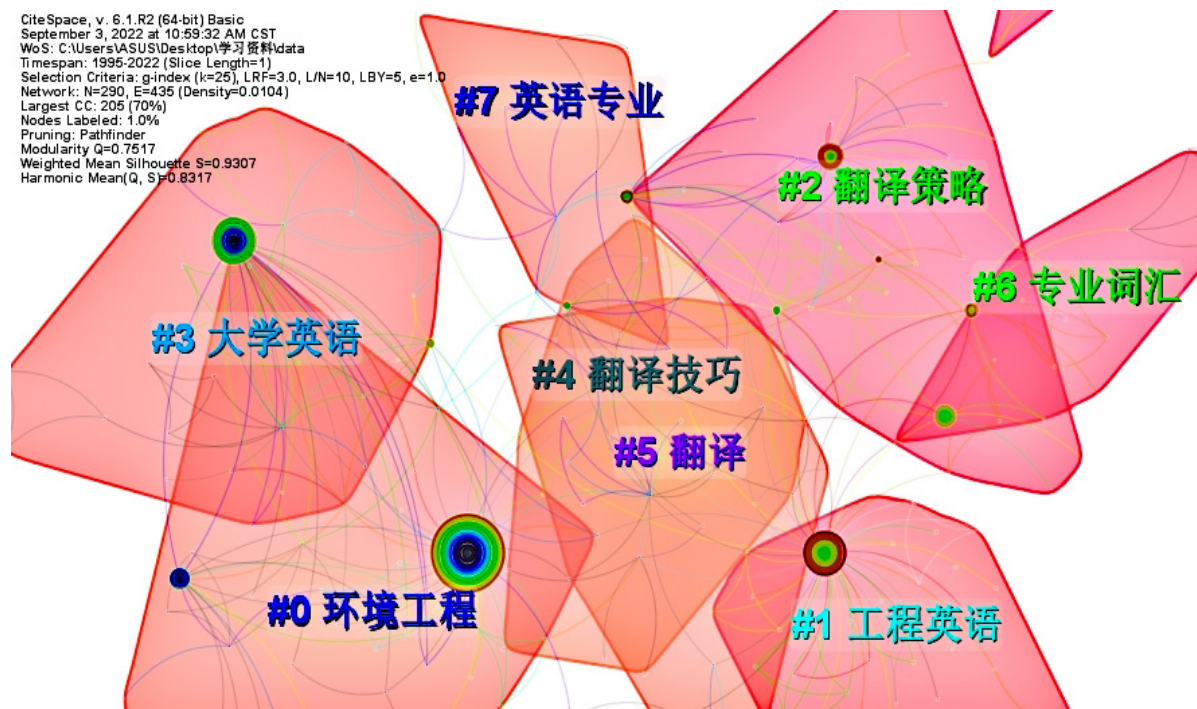 CiteSpace, v. 6.1.R2 (64-bit) Basic
September 3, 2022 at 10:59:32 AM CST
WoS: C:\Users\ASUS\Desktop\学习资料\data
Timespan: 1995-2022 (Slice Length=1)
Selection Criteria: g-index (k=25), LRF=3.0, L/N=10, LBY=5, e=1.0
Network: N=290, E=435 (Density=0.0104)
Largest CC: 205 (70%)
Nodes Labeled: 1.0%
Pruning: Pathfinder
Modularity Q=0.7517
Weighted Mean Silhouette S=0.9307
Harmonic Mean(Q, S)=0.8317
#7 英语专业
#2 翻译策略
#6 专业词汇
#3 大学英语
#4 翻译技巧
#5 翻译
#0 环境工程
#1 工程英语